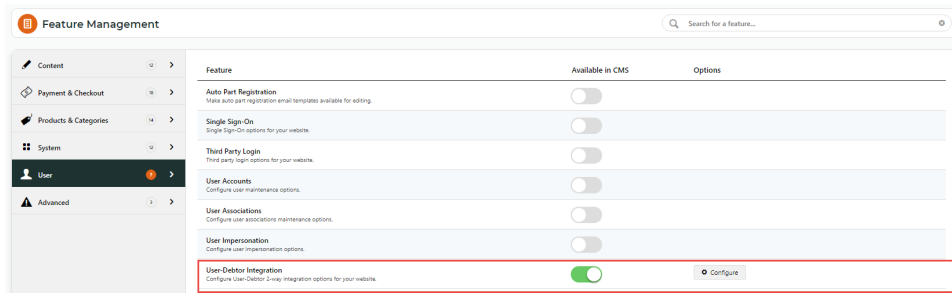 Feature Management
Search for a feature...
Content 12
Payment & Checkout
Products & Categories 14
System 12
User 7
Advanced 3
Feature Available in CMS Options
Auto Part Registration
Make auto part registration email templates available for editing.
Single Sign-On
Single Sign-On options for your website.
Third Party Login
Third party login options for your website.
User Accounts
Configure user maintenance options.
User Associations
Configure user associations maintenance options.
User Impersonation
Configure user impersonation options.
User-Debtor Integration
Configure User-Debtor 2-way integration options for your website.
Configure